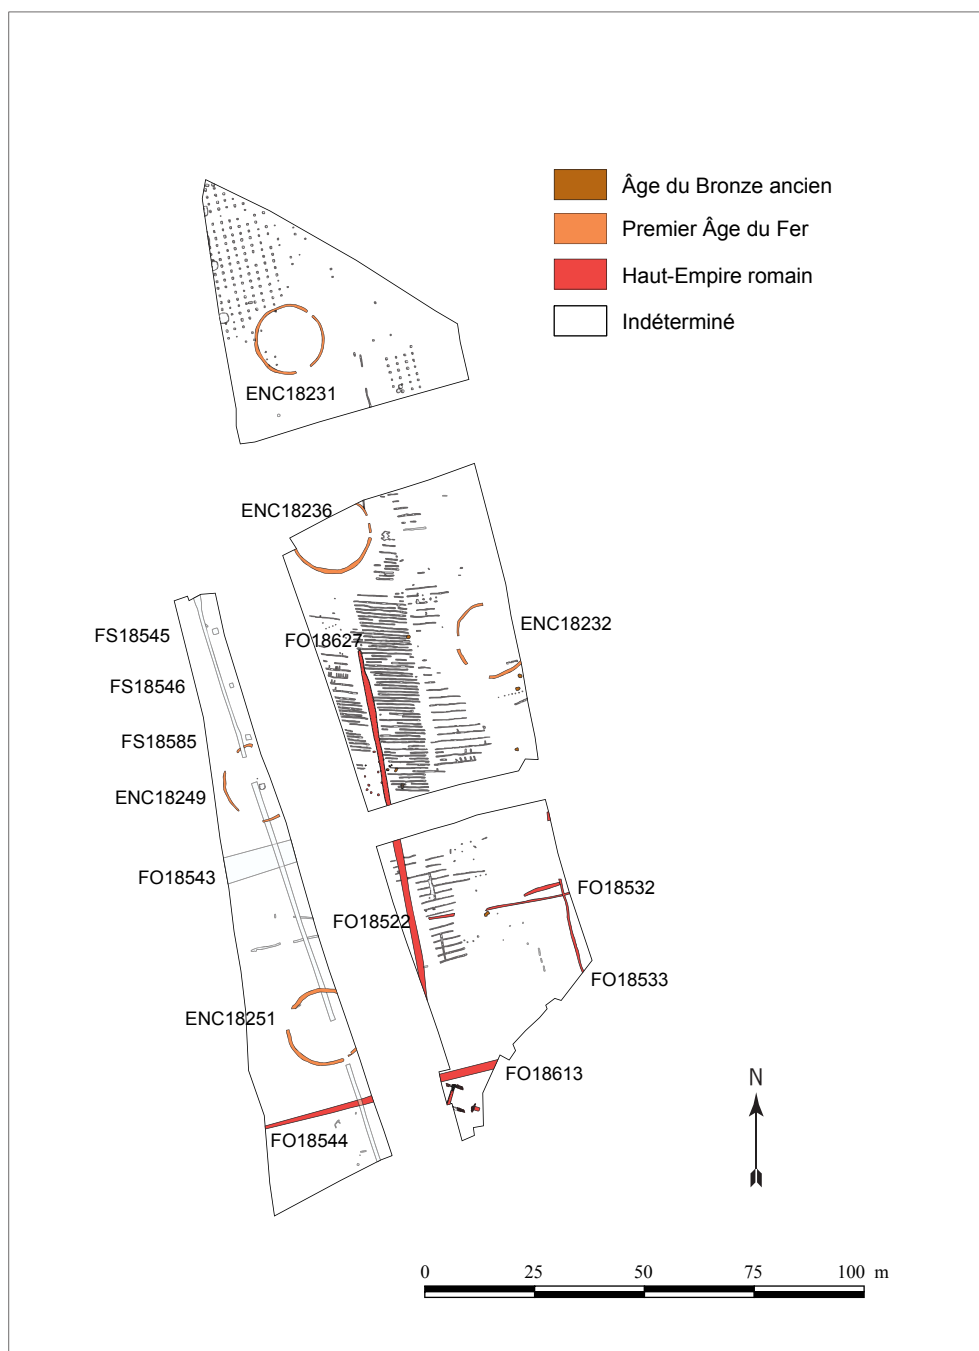 Âge du Bronze ancien
Premier Âge du Fer
Haut-Empire romain
Indéterminé
ENC18231
ENC18236
ENC18232
FS18545
FO18627
FS18546
FS18585
ENC18249
FO18543
FO18532
FO18522
FO18533
ENC18251
FO18613
FO18544
N
0 25 50 75 100 m